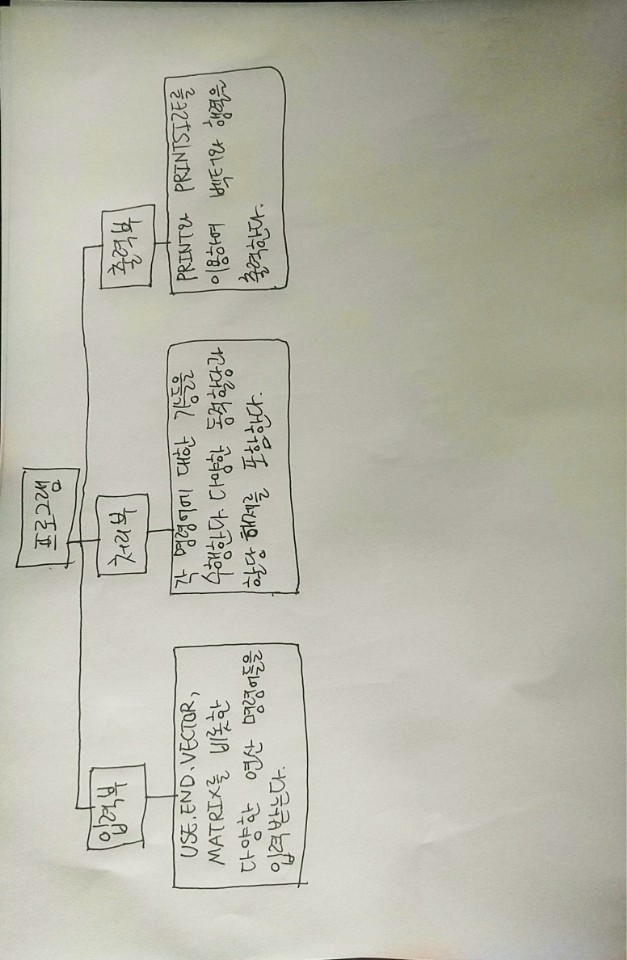 프로그램
입력부
처리부
출력부
USE.END.VECTOR,
MATRIX를 비롯한
다양한 연산 명령어들을
입력 받는다.
각 명령어에 대한 기능들을
수행한다. 다양한 동적할당과
할당 해제를 포함한다.
PRINT와 PRINTSIZE를
이용하여 벡터와 행력을
출력한다.